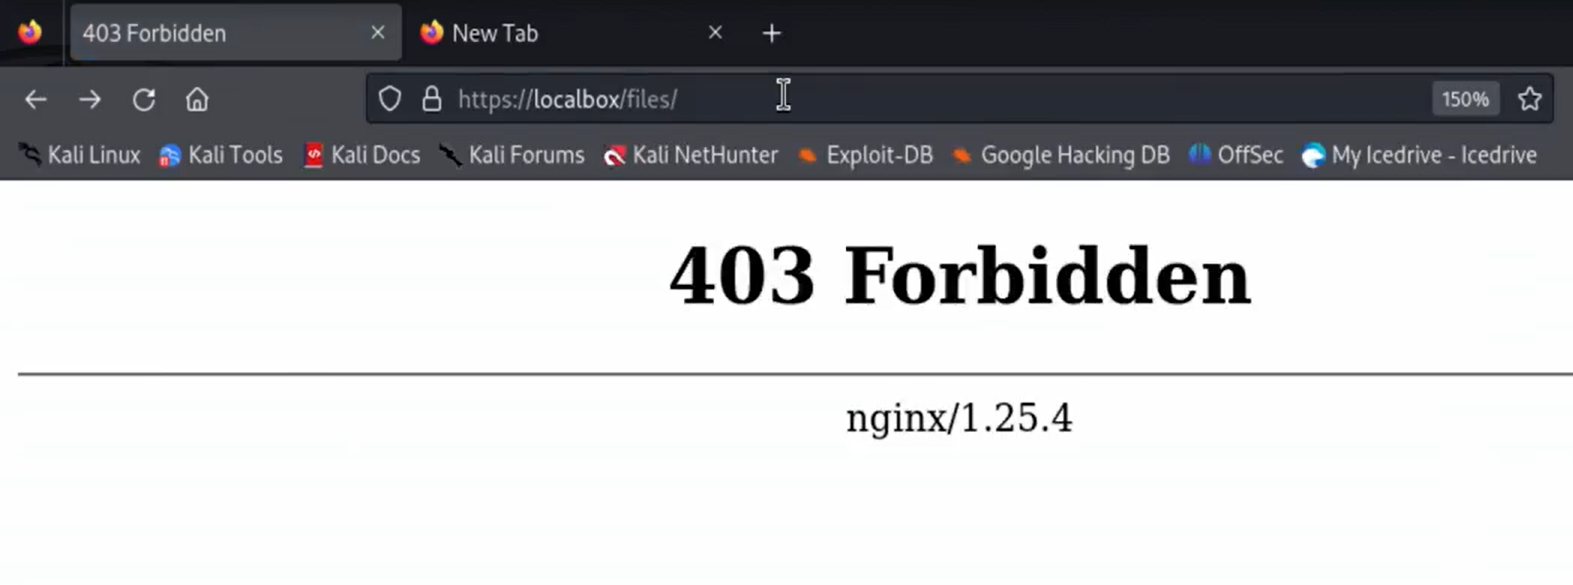 403 Forbidden
New Tab
https://localbox/files/
150%
Kali Linux Kali Tools Kali Docs Kali Forums Kali NetHunter Exploit-DB Google Hacking DB OffSec My Icedrive - Icedrive
403 Forbidden
nginx/1.25.4